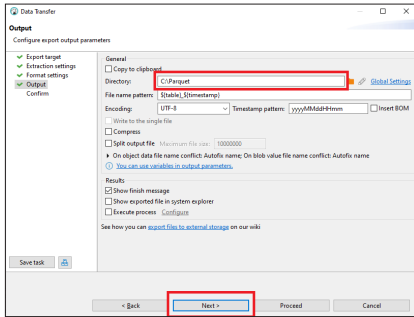 Data Transfer
Output
Configure export output parameters
Export target
Extraction settings
Format settings
Output
Confirm
General
Copy to clipboard
Directory: C:\Parquet Global Settings
File name pattern: ${table}_${timestamp}
Encoding: UTF-8 Timestamp pattern: yyyyMMddHHmm Insert BOM
Write to the single file
Compress
Split output file Maximum file size: 10000000
On object data file name conflict: Autofix name; On blob value file name conflict: Autofix name
You can use variables in output parameters.
Results
Show finish message
Show exported file in system explorer
Execute process Configure
See how you can export files to external storage on our wiki
Save task
< Back Next > Proceed Cancel